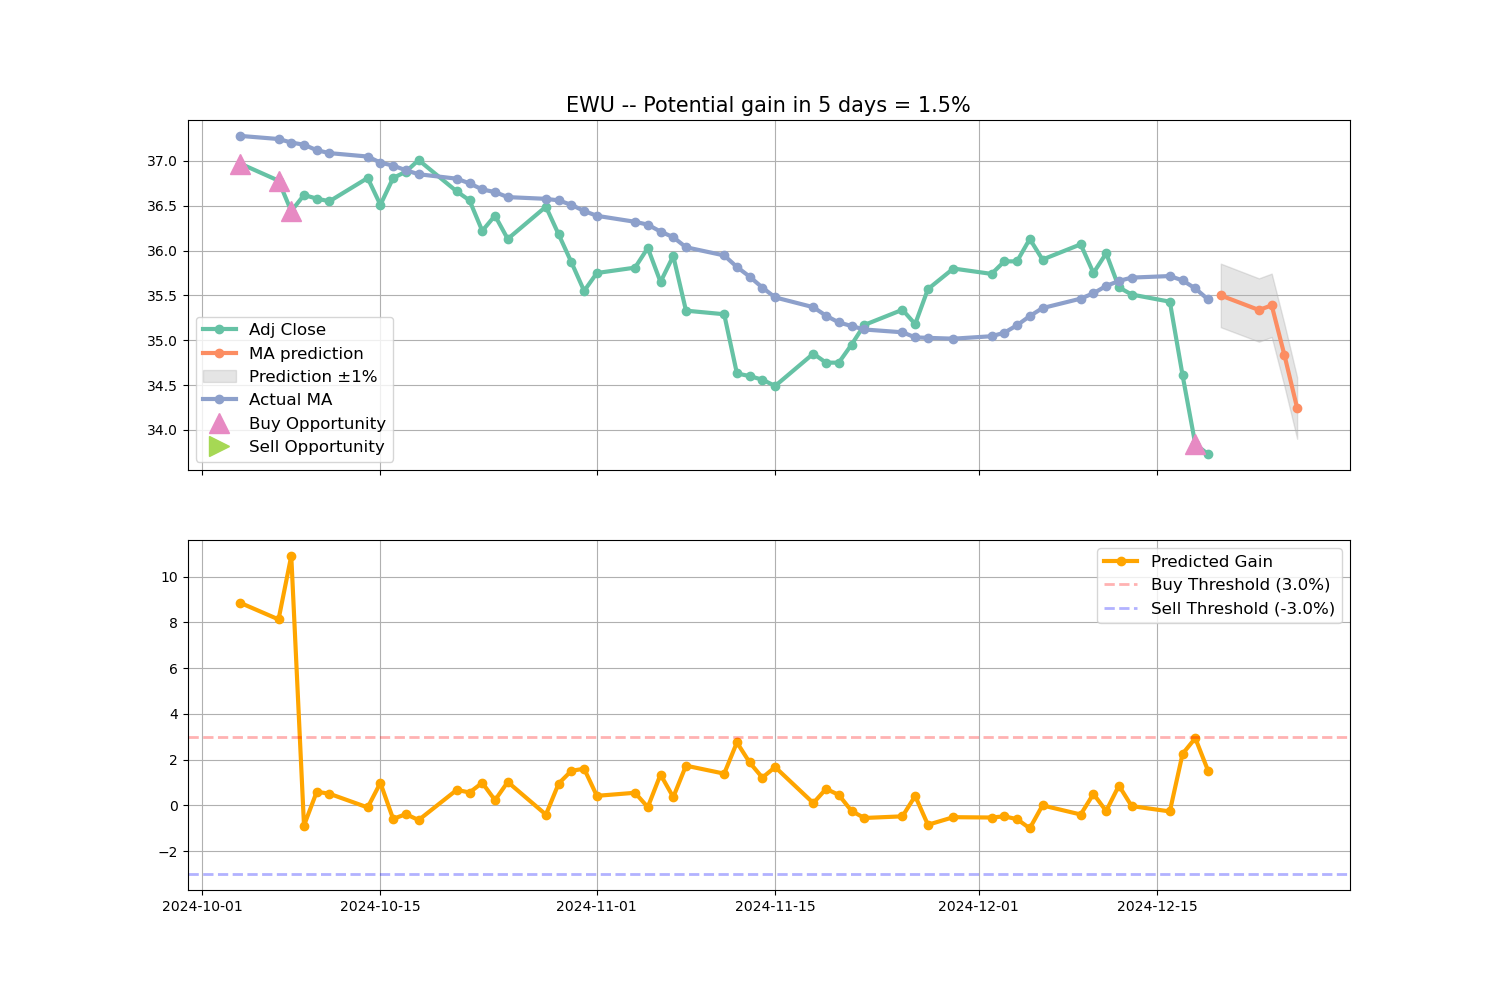 EWU -- Potential gain in 5 days = 1.5%
37.0
36.5
36.0
35.5
35.0
34.5
34.0
Adj Close
MA prediction
Prediction ±1%
Actual MA
Buy Opportunity
Sell Opportunity
10
8
6
4
2
0
−2
Predicted Gain
Buy Threshold (3.0%)
Sell Threshold (-3.0%)
2024-10-01
2024-10-15
2024-11-01
2024-11-15
2024-12-01
2024-12-15